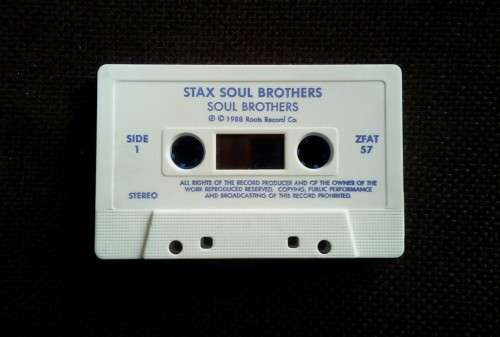 STAX SOUL BROTHERS
SOUL BROTHERS
℗ © 1988 Roots Record Co.
SIDE
1
ZFAT
57
ALL RIGHTS OF THE RECORD PRODUCER AND OF THE OWNER OF THE
WORK REPRODUCED RESERVED. COPYING, PUBLIC PERFORMANCE
AND BROADCASTING OF THIS RECORD PROHIBITED.
STEREO